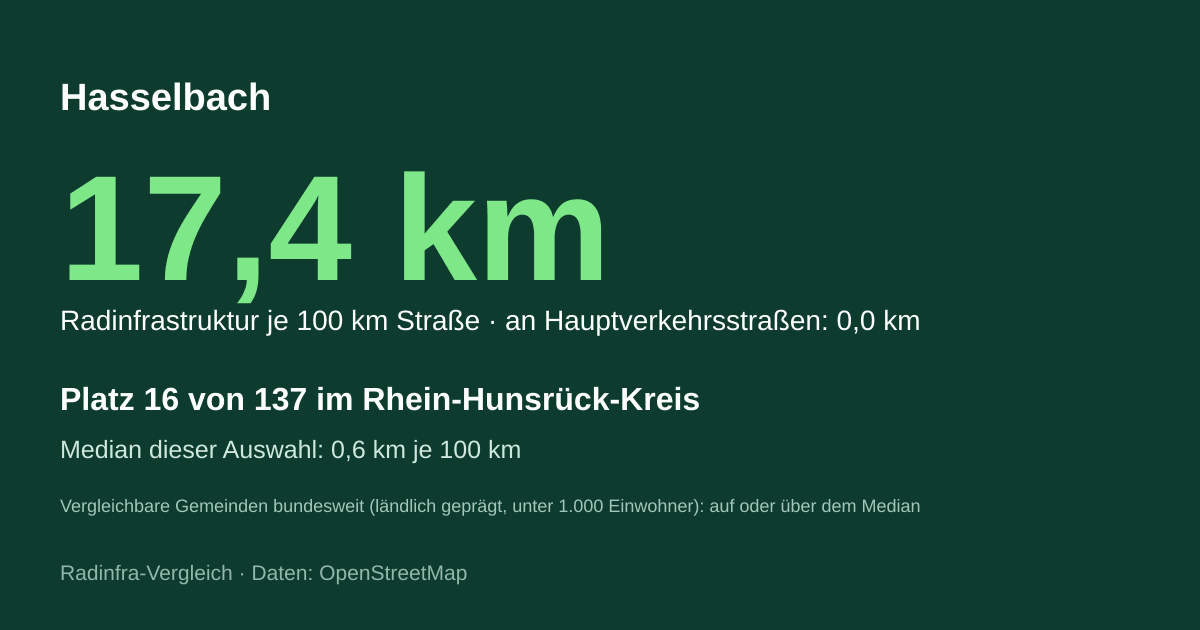 Hasselbach
17,4 km
Radinfrastruktur je 100 km Straße · an Hauptverkehrsstraßen: 0,0 km
Platz 16 von 137 im Rhein-Hunsrück-Kreis
Median dieser Auswahl: 0,6 km je 100 km
Vergleichbare Gemeinden bundesweit (ländlich geprägt, unter 1.000 Einwohner): auf oder über dem Median
Radinfra-Vergleich · Daten: OpenStreetMap